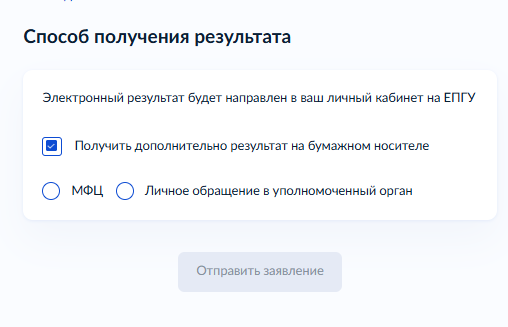 Способ получения результата
Электронный результат будет направлен в ваш личный кабинет на ЕПГУ
Получить дополнительно результат на бумажном носителе
МФЦ Личное обращение в уполномоченный орган
Отправить заявление